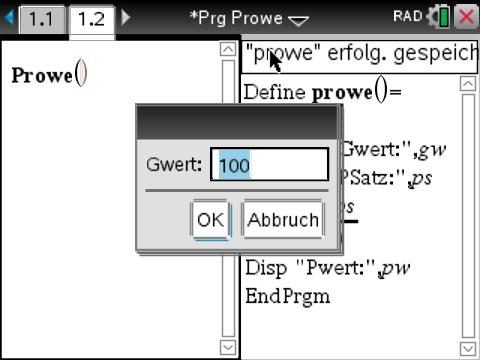 1.1 1.2 *Prg Prowe RAD
Prowe()
"prowe" erfolg. gespeich
Define prowe()=
Gwert:",gw
PSatz:",ps
ps
Disp "Pwert:",pw
EndPrgm
Gwert: 100
OK Abbruch